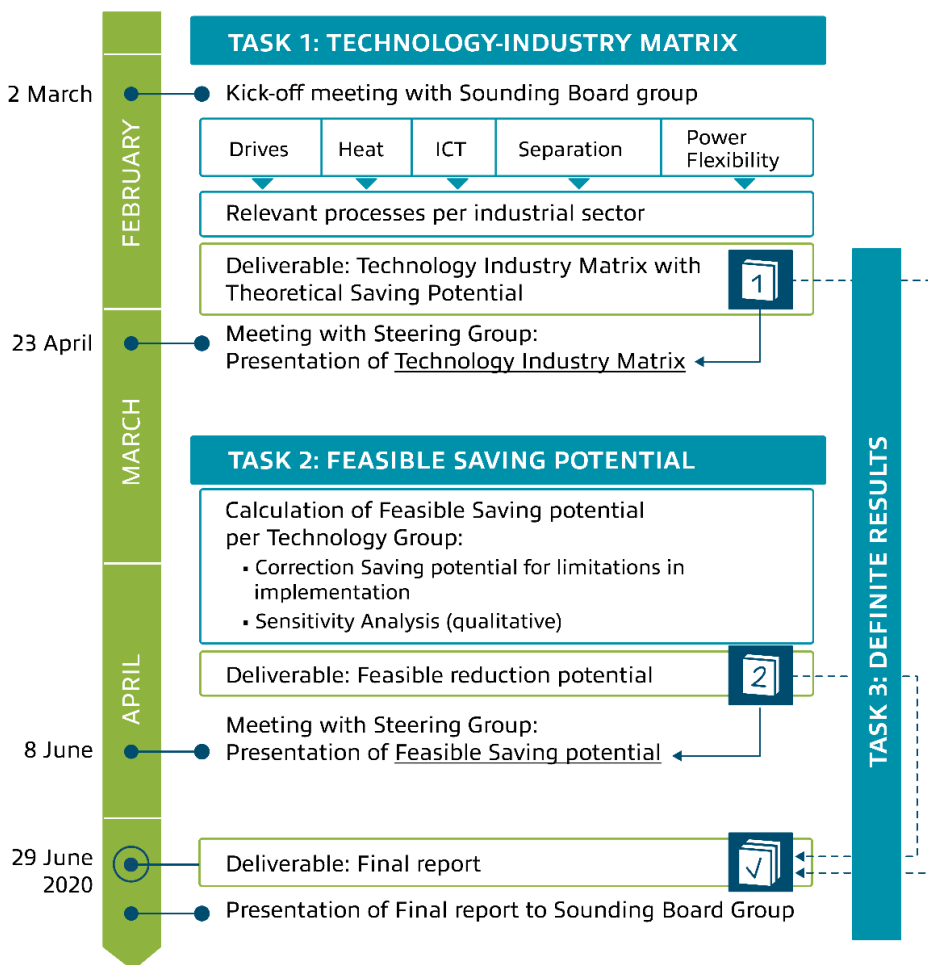 TASK 1: TECHNOLOGY-INDUSTRY MATRIX
2 March
Kick-off meeting with Sounding Board group
FEBRUARY
Drives
Heat
ICT
Separation
Power
Flexibility
Relevant processes per industrial sector
Deliverable: Technology Industry Matrix with
Theoretical Saving Potential
1
23 April
Meeting with Steering Group:
Presentation of Technology Industry Matrix
MARCH
TASK 2: FEASIBLE SAVING POTENTIAL
Calculation of Feasible Saving potential
per Technology Group:
▪ Correction Saving potential for limitations in
implementation
▪ Sensitivity Analysis (qualitative)
APRIL
Deliverable: Feasible reduction potential
2
8 June
Meeting with Steering Group:
Presentation of Feasible Saving potential
TASK 3: DEFINITE RESULTS
29 June
2020
Deliverable: Final report
Presentation of Final report to Sounding Board Group